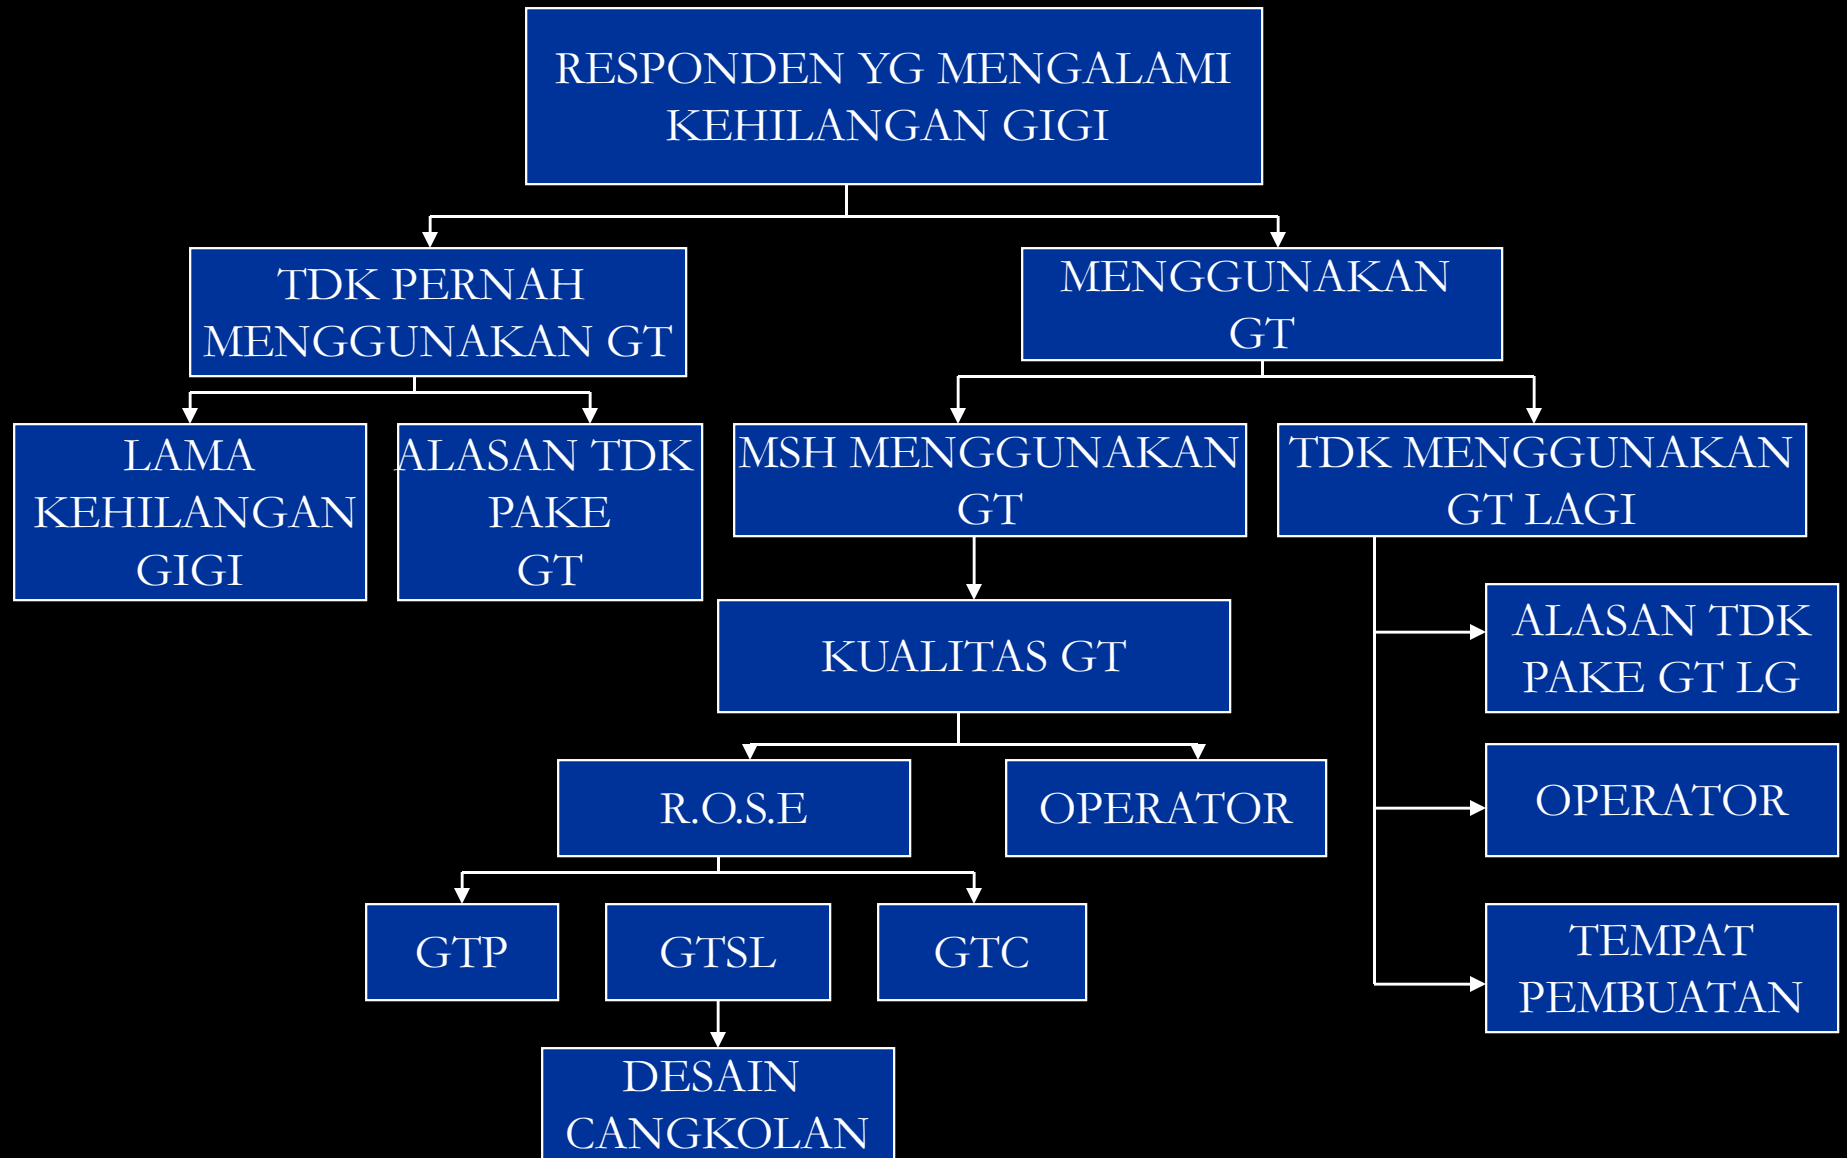 RESPONDEN YG MENGALAMI
KEHILANGAN GIGI
TDK PERNAH
MENGGUNAKAN GT
MENGGUNAKAN
GT
LAMA
KEHILANGAN
GIGI
ALASAN TDK
PAKE
GT
MSH MENGGUNAKAN
GT
TDK MENGGUNAKAN
GT LAGI
KUALITAS GT
ALASAN TDK
PAKE GT LG
R.O.S.E
OPERATOR
OPERATOR
GTP
GTSL
GTC
TEMPAT
PEMBUATAN
DESAIN
CANGKOLAN